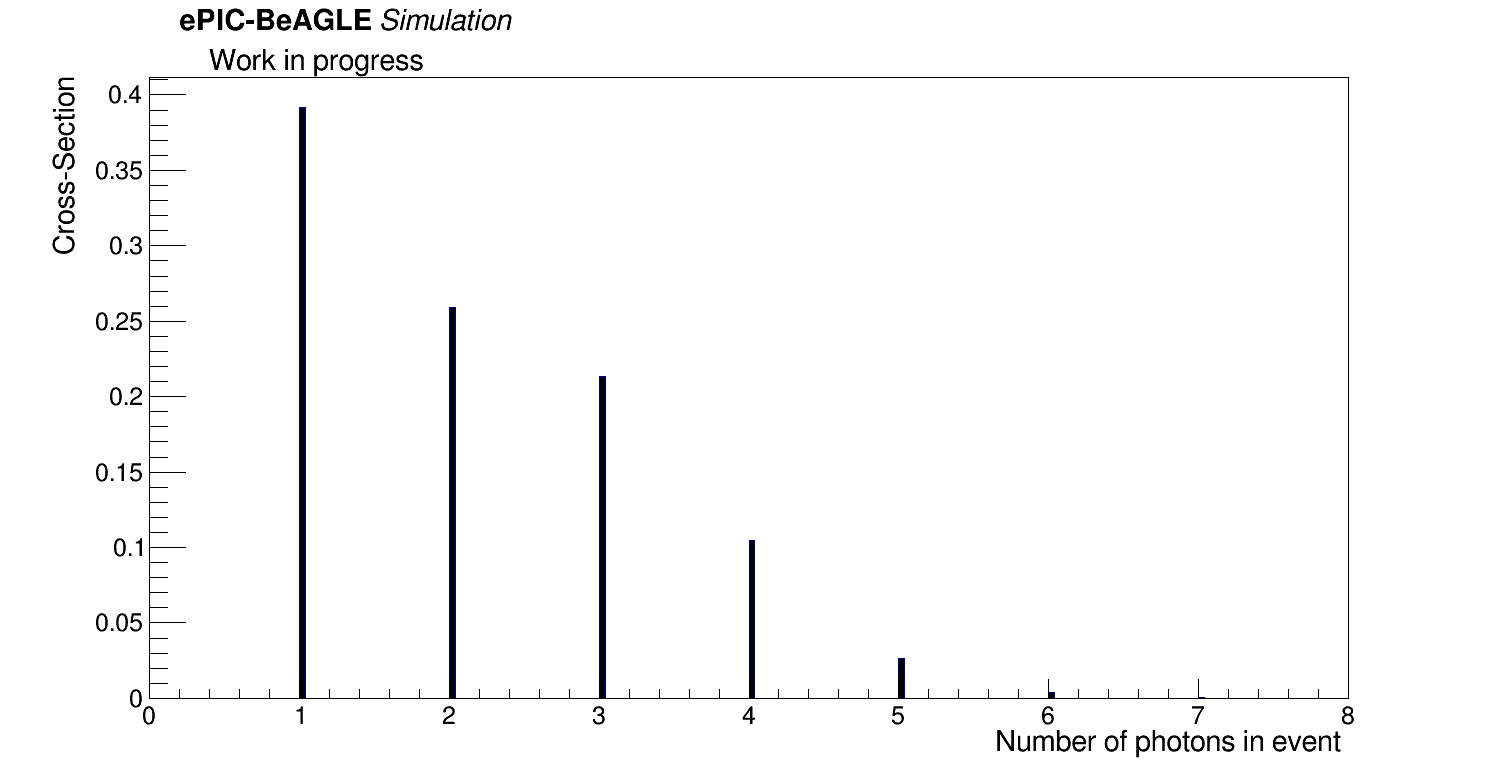 ePIC-BeAGLE Simulation
Work in progress
Cross-Section
0.4
0.35
0.3
0.25
0.2
0.15
0.1
0.05
0
0 1 2 3 4 5 6 7 8
Number of photons in event